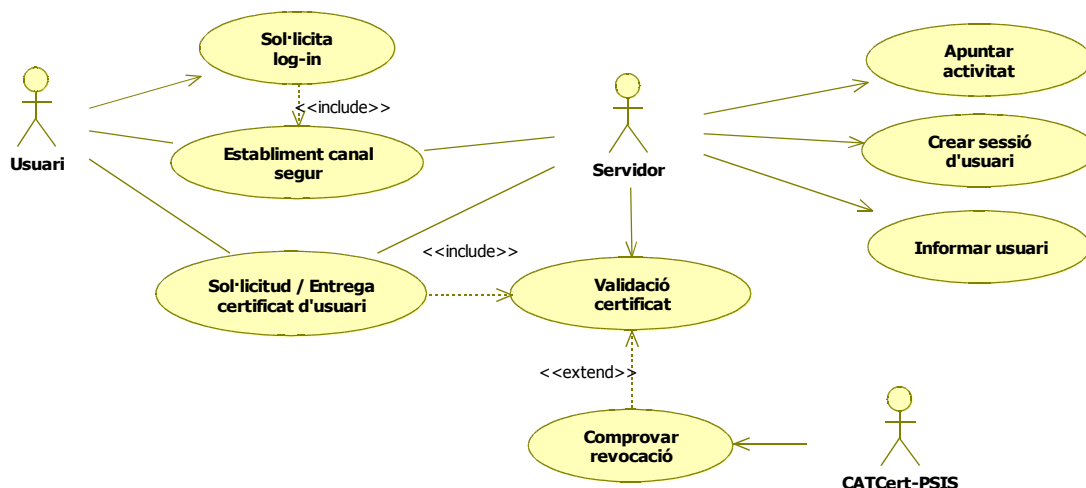 Sol·licita
log-in
Apuntar
activitat
<<include>>
Usuari
Establiment canal
segur
Servidor
Crear sessió
d'usuari
Informar usuari
<<include>>
Sol·licitud / Entrega
certificat d'usuari
Validació
certificat
<<extend>>
Comprovar
revocació
CATCert-PSIS